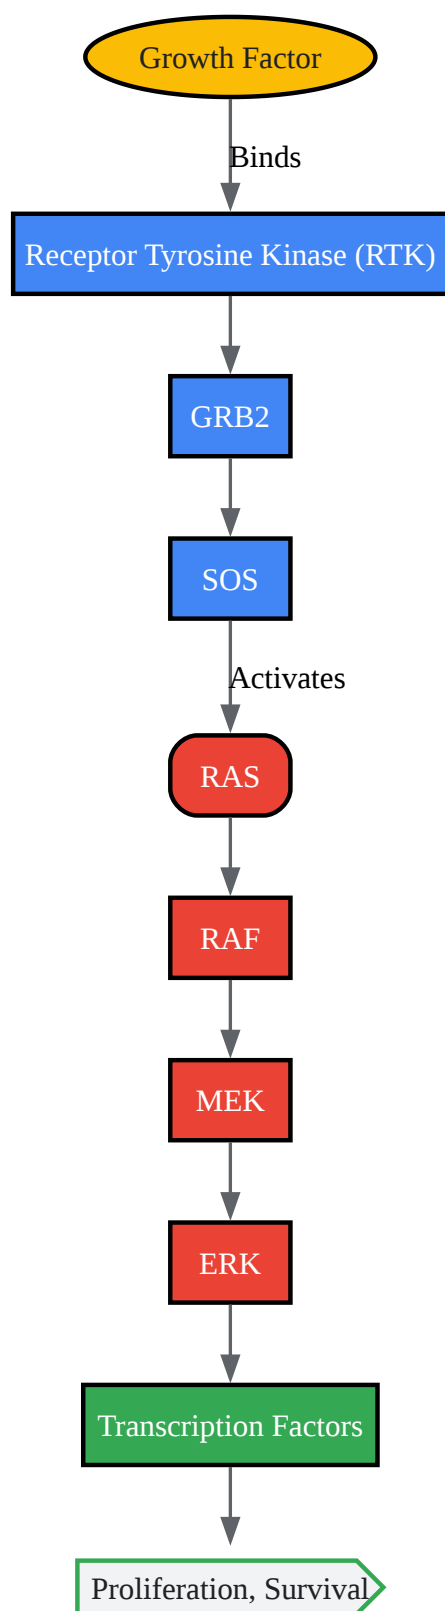 Growth Factor
Binds
Receptor Tyrosine Kinase (RTK)
GRB2
SOS
Activates
RAS
RAF
MEK
ERK
Transcription Factors
Proliferation, Survival